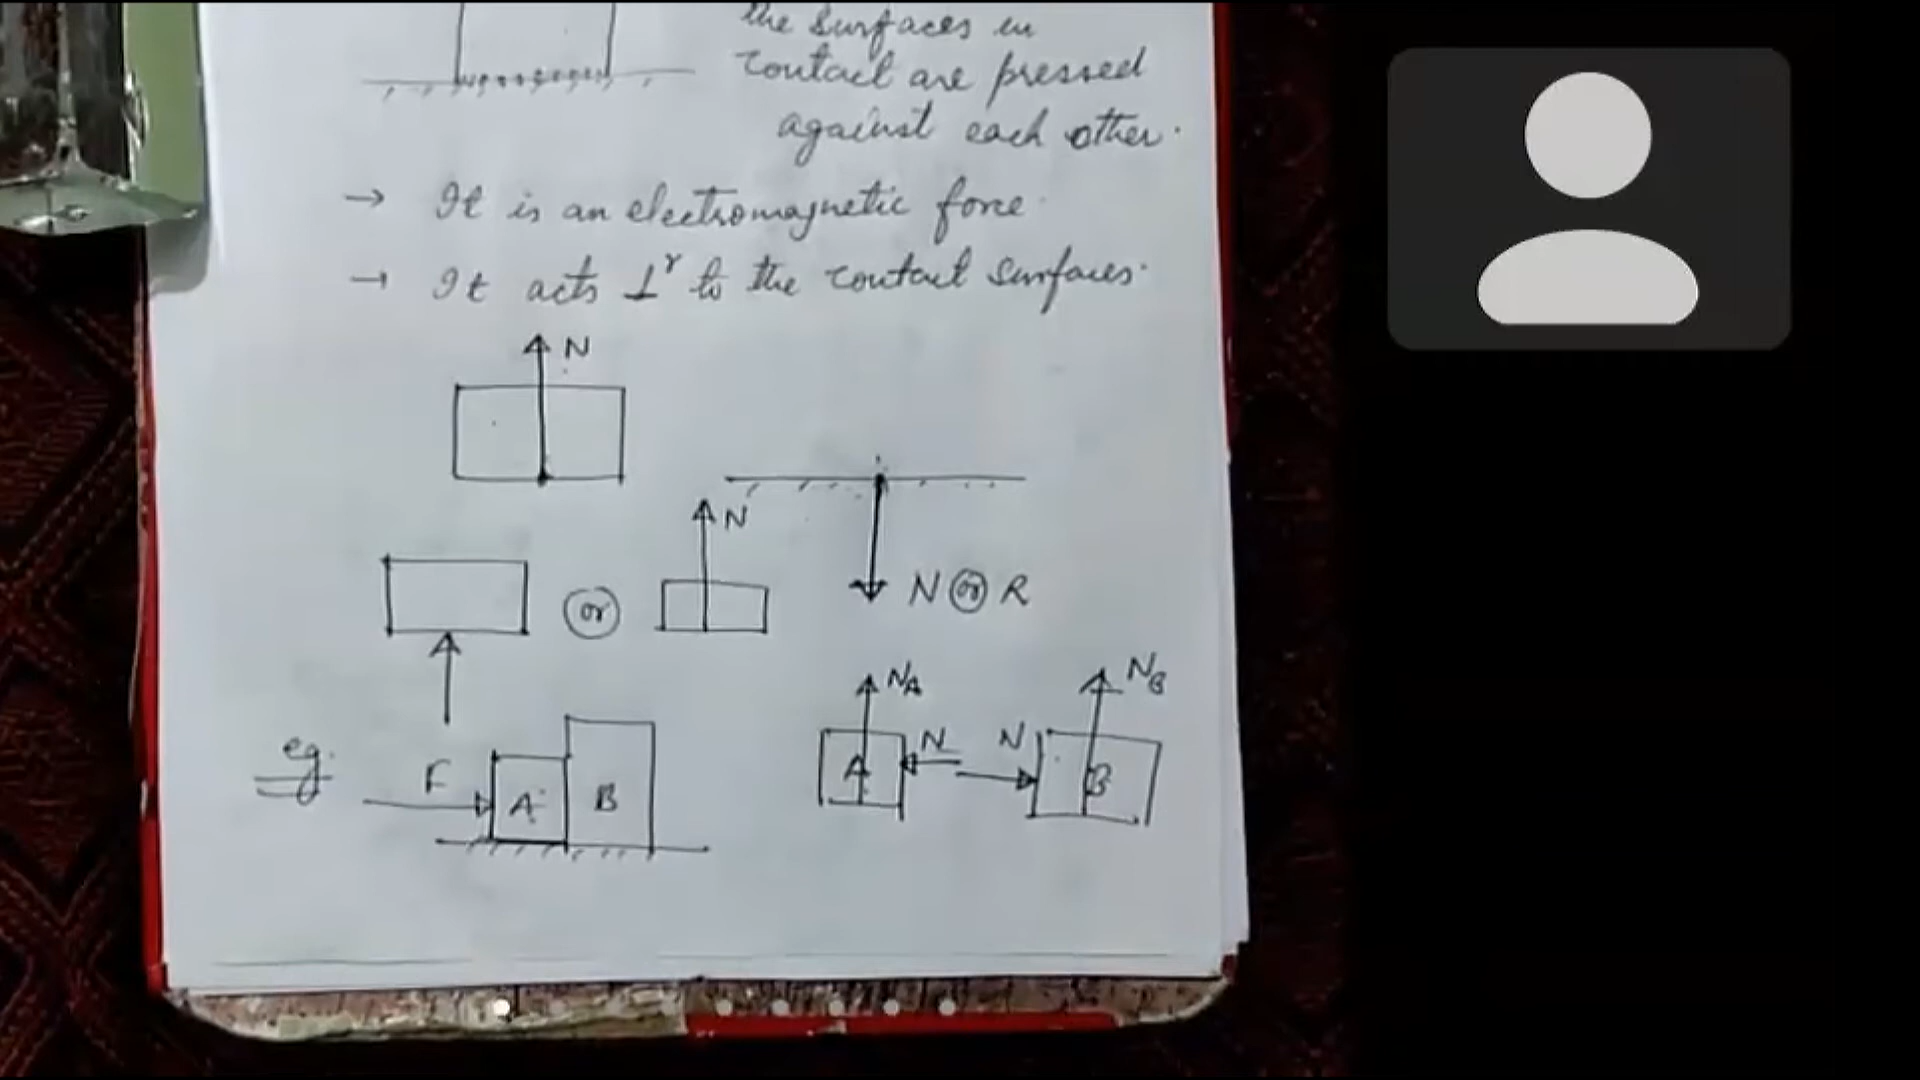 the surfaces in
contact are pressed
against each other.
→ It is an electromagnetic force.
→ It acts ⊥r to the contact surfaces.
N
N
or
N or R
NA
NB
eg.
F
A
B
A
N
N
B